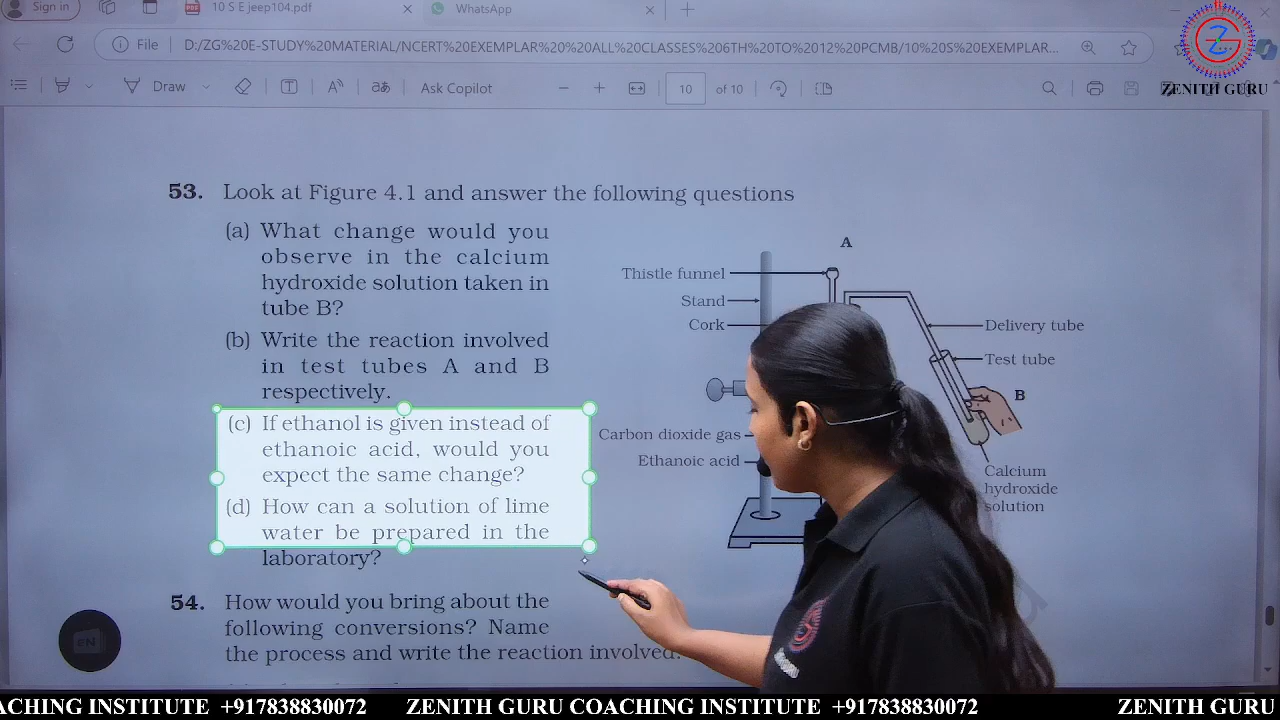 Sign in
10 S E jeep104.pdf
WhatsApp
File
D:/ZG%20E-STUDY%20MATERIAL/NCERT%20EXEMPLAR%20%20ALL%20CLASSES%206TH%20TO%2012%20PCMB/10%20S%20EXEMPLAR...
ZENITH GURU
Draw
aあ
Ask Copilot
10 of 10
53. Look at Figure 4.1 and answer the following questions
(a) What change would you
observe in the calcium
hydroxide solution taken in
tube B?
(b) Write the reaction involved
in test tubes A and B
respectively.
(c) If ethanol is given instead of
ethanoic acid, would you
expect the same change?
(d) How can a solution of lime
water be prepared in the
laboratory?
A
Thistle funnel
Stand
Cork
Delivery tube
Test tube
B
Carbon dioxide gas
Ethanoic acid
Calcium
hydroxide
solution
54. How would you bring about the
following conversions? Name
the process and write the reaction involved.
ACHING INSTITUTE +917838830072 ZENITH GURU COACHING INSTITUTE +917838830072 ZENITH GURU